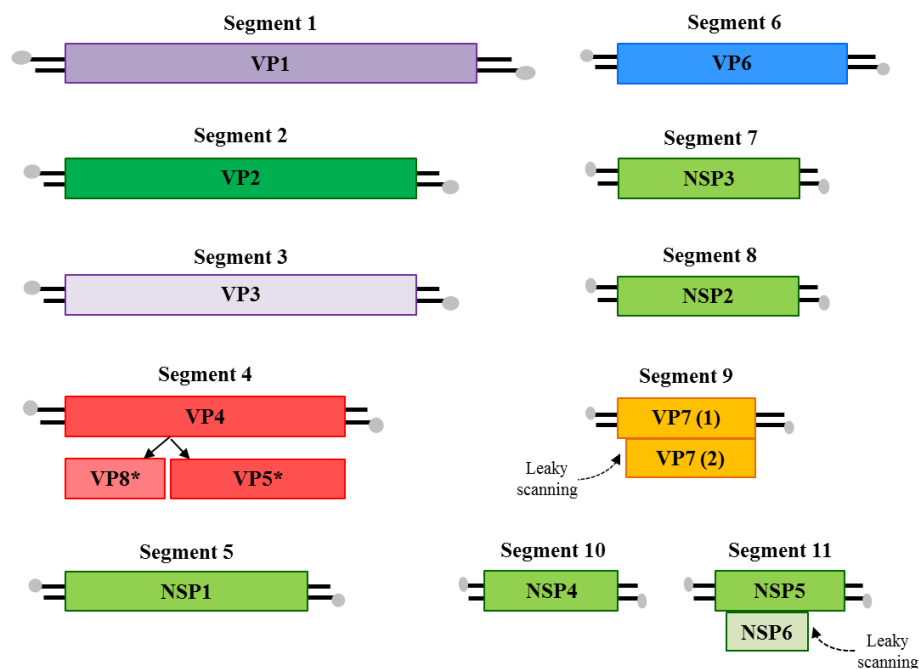 Segment 1
VP1
Segment 6
VP6
Segment 2
VP2
Segment 7
NSP3
Segment 3
VP3
Segment 8
NSP2
Segment 4
VP4
VP8*
VP5*
Segment 9
VP7 (1)
VP7 (2)
Leaky
scanning
Segment 5
NSP1
Segment 10
NSP4
Segment 11
NSP5
NSP6
Leaky
scanning